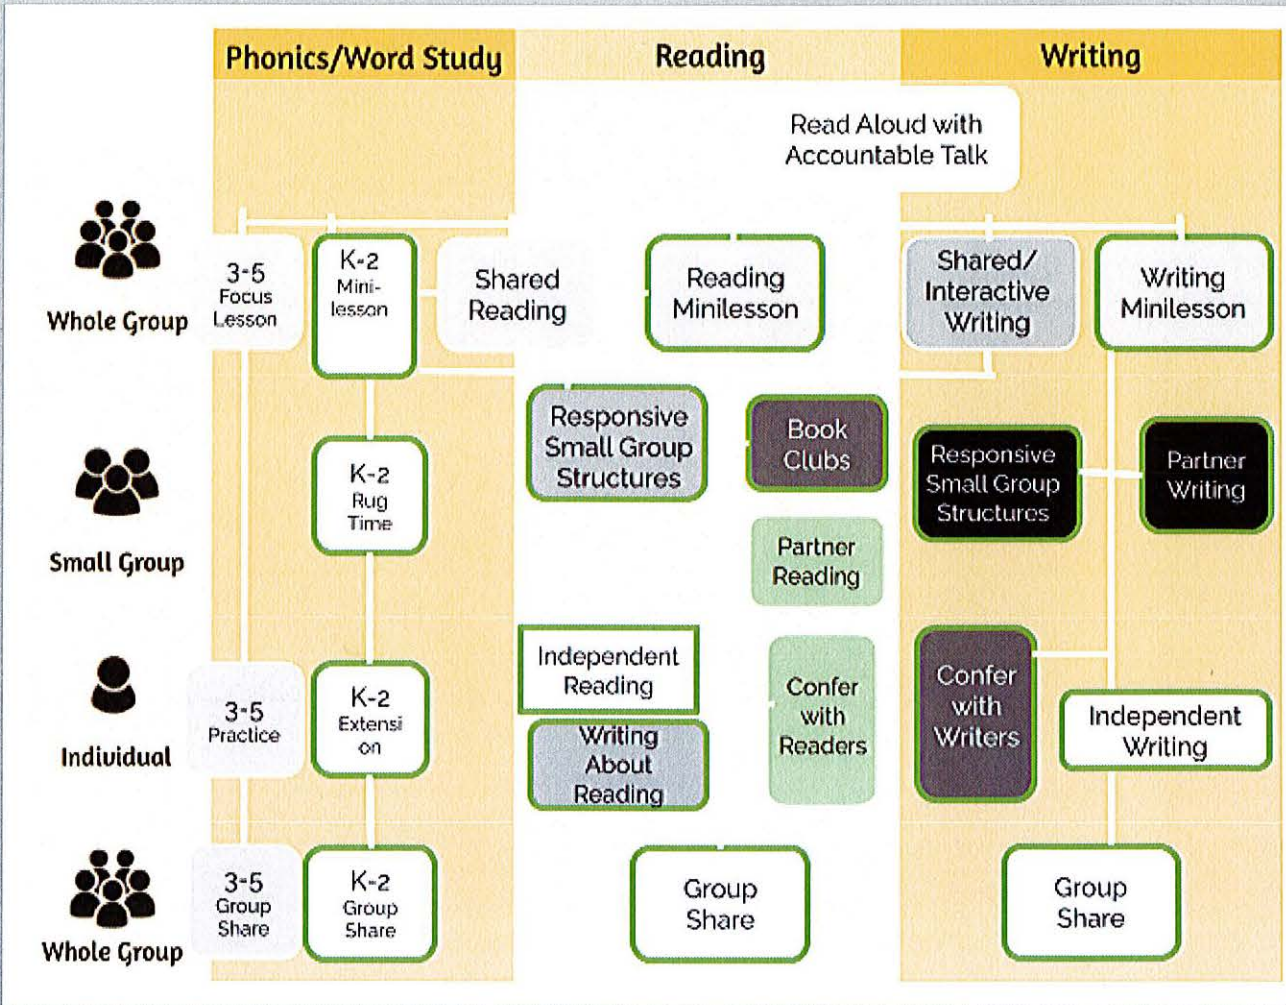 Phonics/Word Study
Reading
Writing
Read Aloud with
Accountable Talk
Whole Group
3-5
Focus
Lesson
K-2
Mini-
lesson
Shared
Reading
Reading
Minilesson
Shared/
Interactive
Writing
Writing
Minilesson
Small Group
K-2
Rug
Time
Responsive
Small Group
Structures
Book
Clubs
Partner
Reading
Responsive
Small Group
Structures
Partner
Writing
Individual
3-5
Practice
K-2
Extensi
on
Independent
Reading
Writing
About
Reading
Confer
with
Readers
Confer
with
Writers
Independent
Writing
Whole Group
3-5
Group
Share
K-2
Group
Share
Group
Share
Group
Share